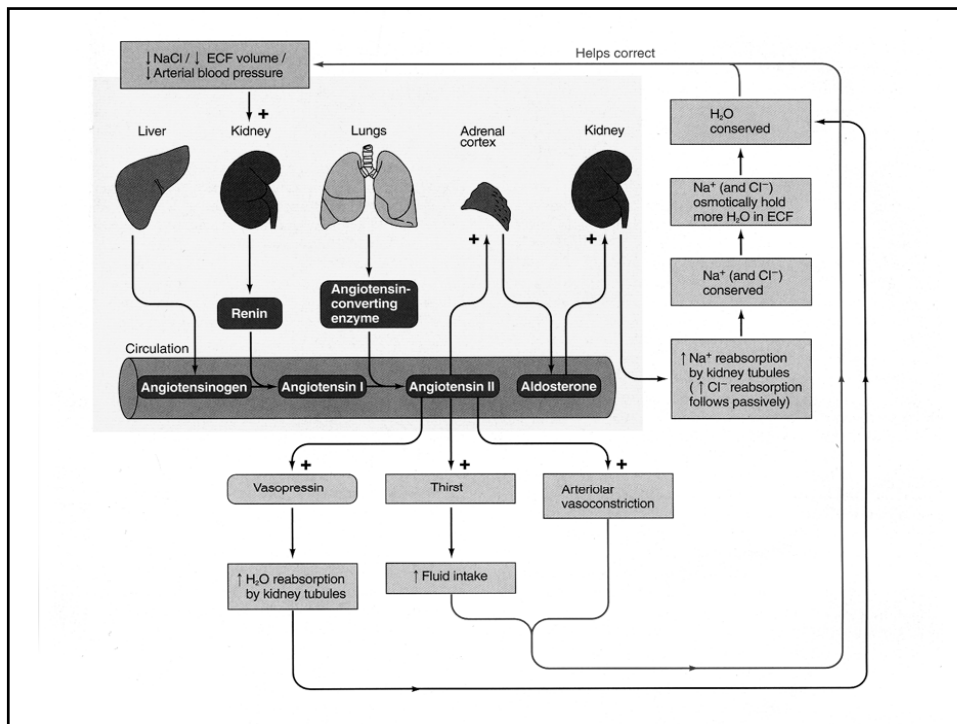 ↓ NaCl / ↓ ECF volume /
↓ Arterial blood pressure
Helps correct
+
Liver
Kidney
Lungs
Adrenal
cortex
Kidney
H₂O
conserved
Na⁺ (and Cl⁻)
osmotically hold
more H₂O in ECF
+
+
Na⁺ (and Cl⁻)
conserved
Renin
Angiotensin-
converting
enzyme
Circulation
Angiotensinogen
Angiotensin I
Angiotensin II
Aldosterone
↑ Na⁺ reabsorption
by kidney tubules
( ↑ Cl⁻ reabsorption
follows passively)
+
+
+
Vasopressin
Thirst
Arteriolar
vasoconstriction
↑ H₂O reabsorption
by kidney tubules
↑ Fluid intake